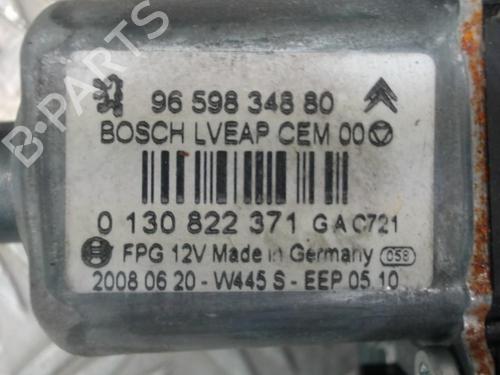 B-PARTS
96 598 348 80
BOSCH LVEAP CEM 00
0 130 822 371 GA C721
FPG 12V Made in Germany 058
2008 06 20 - W445 S - EEP 05.10